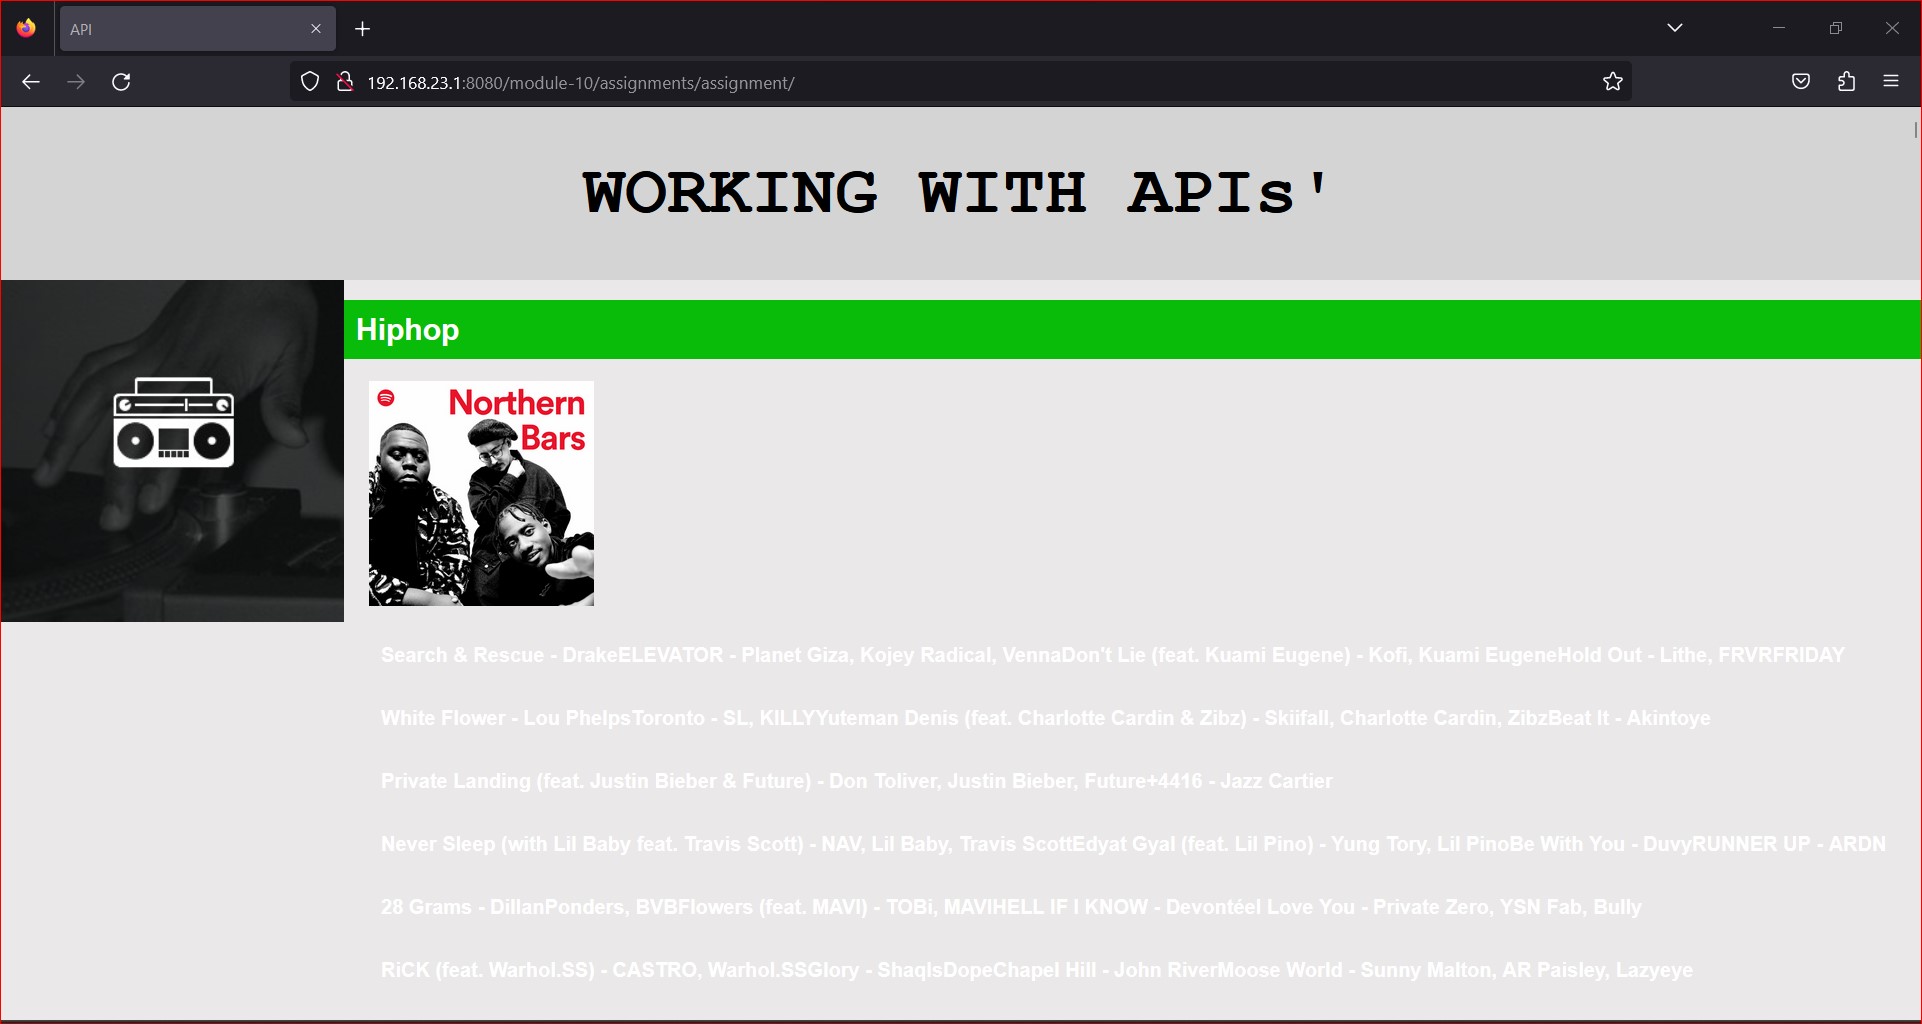 API
192.168.23.1:8080/module-10/assignments/assignment/
WORKING WITH APIs'
Hiphop
Northern
Bars
Search & Rescue - DrakeELEVATOR - Planet Giza, Kojey Radical, VennaDon't Lie (feat. Kuami Eugene) - Kofi, Kuami EugeneHold Out - Lithe, FRVRFRIDAY
White Flower - Lou PhelpsToronto - SL, KILLYYuteman Denis (feat. Charlotte Cardin & Zibz) - Skiifall, Charlotte Cardin, ZibzBeat It - Akintoye
Private Landing (feat. Justin Bieber & Future) - Don Toliver, Justin Bieber, Future+4416 - Jazz Cartier
Never Sleep (with Lil Baby feat. Travis Scott) - NAV, Lil Baby, Travis ScottEdyat Gyal (feat. Lil Pino) - Yung Tory, Lil PinoBe With You - DuvyRUNNER UP - ARDN
28 Grams - DillanPonders, BVBFlowers (feat. MAVI) - TOBi, MAVIHELL IF I KNOW - DevontéeI Love You - Private Zero, YSN Fab, Bully
RiCK (feat. Warhol.SS) - CASTRO, Warhol.SSGlory - ShaqIsDopeChapel Hill - John RiverMoose World - Sunny Malton, AR Paisley, Lazyeye